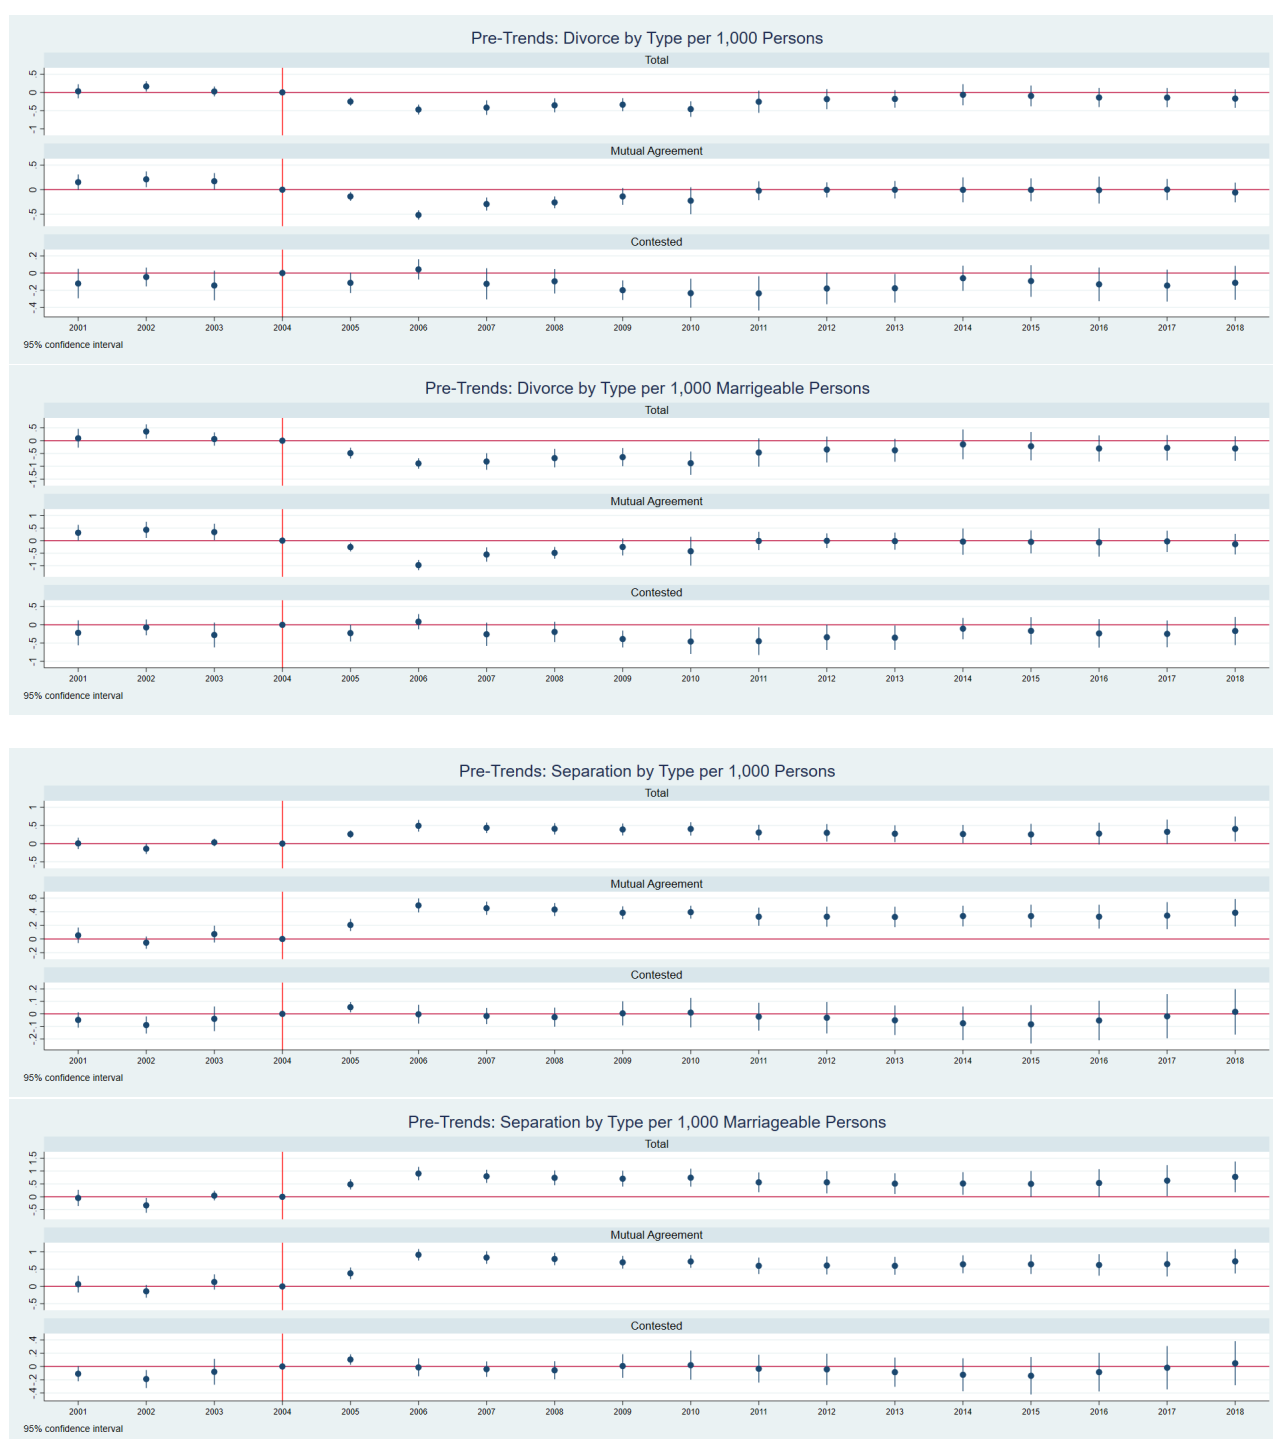 Pre-Trends: Divorce by Type per 1,000 Persons
Total
.5
0
-.5
-1
Mutual Agreement
.5
0
-.5
Contested
.2
0
-.2
-.4
2001 2002 2003 2004 2005 2006 2007 2008 2009 2010 2011 2012 2013 2014 2015 2016 2017 2018
95% confidence interval
Pre-Trends: Divorce by Type per 1,000 Marrigeable Persons
Total
.5
0
-.5
-1
-1.5
Mutual Agreement
1
.5
0
-.5
-1
Contested
.5
0
-.5
-1
2001 2002 2003 2004 2005 2006 2007 2008 2009 2010 2011 2012 2013 2014 2015 2016 2017 2018
95% confidence interval
Pre-Trends: Separation by Type per 1,000 Persons
Total
1
.5
0
-.5
Mutual Agreement
.6
.4
.2
0
-.2
Contested
.2
.1
0
-.1
-.2
2001 2002 2003 2004 2005 2006 2007 2008 2009 2010 2011 2012 2013 2014 2015 2016 2017 2018
95% confidence interval
Pre-Trends: Separation by Type per 1,000 Marriageable Persons
Total
1.5
1
.5
0
-.5
Mutual Agreement
1
.5
0
-.5
Contested
.4
.2
0
-.2
-.4
2001 2002 2003 2004 2005 2006 2007 2008 2009 2010 2011 2012 2013 2014 2015 2016 2017 2018
95% confidence interval